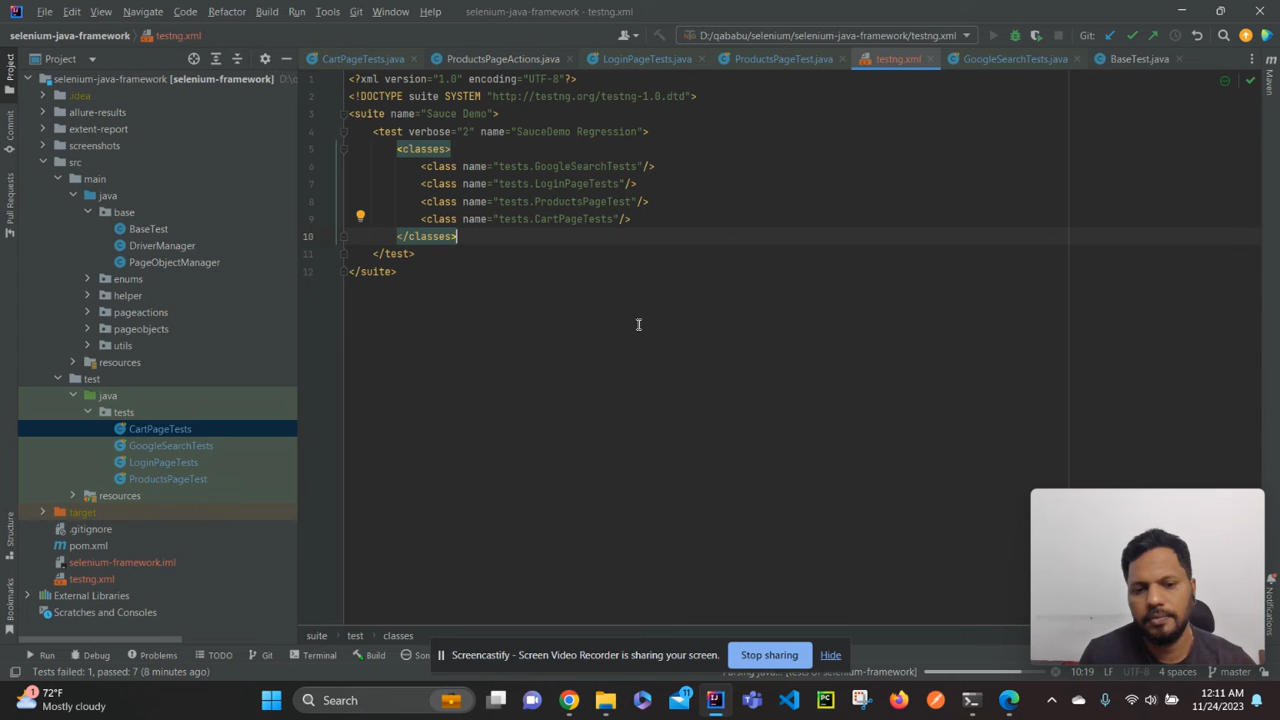 File Edit View Navigate Code Refactor Build Run Tools Git Window Help selenium-java-framework - testng.xml
selenium-java-framework testng.xml D:/qababu/selenium/selenium-java-framework/testng.xml Git:
Project CartPageTests.java ProductsPageActions.java LoginPageTests.java ProductsPageTest.java testng.xml GoogleSearchTests.java BaseTest.java
selenium-java-framework [selenium-framework]
.idea
allure-results
extent-report
screenshots
src
main
java
base
BaseTest
DriverManager
PageObjectManager
enums
helper
pageactions
pageobjects
utils
resources
test
java
tests
CartPageTests
GoogleSearchTests
LoginPageTests
ProductsPageTest
resources
target
.gitignore
pom.xml
selenium-framework.iml
testng.xml
External Libraries
Scratches and Consoles
1 <?xml version="1.0" encoding="UTF-8"?>
2 <!DOCTYPE suite SYSTEM "http://testng.org/testng-1.0.dtd">
3 <suite name="Sauce Demo">
4 <test verbose="2" name="SauceDemo Regression">
5 <classes>
6 <class name="tests.GoogleSearchTests"/>
7 <class name="tests.LoginPageTests"/>
8 <class name="tests.ProductsPageTest"/>
9 <class name="tests.CartPageTests"/>
10 </classes>
11 </test>
12 </suite>
Project
Commit
Pull Requests
Structure
Bookmarks
Maven
Notifications
suite test classes
Run Debug Problems TODO Git Terminal Build
Screencastify - Screen Video Recorder is sharing your screen. Stop sharing Hide
Tests failed: 1, passed: 7 (8 minutes ago) 10:19 LF UTF-8 4 spaces master
72°F
Mostly cloudy
Search
11
12:11 AM
11/24/2023